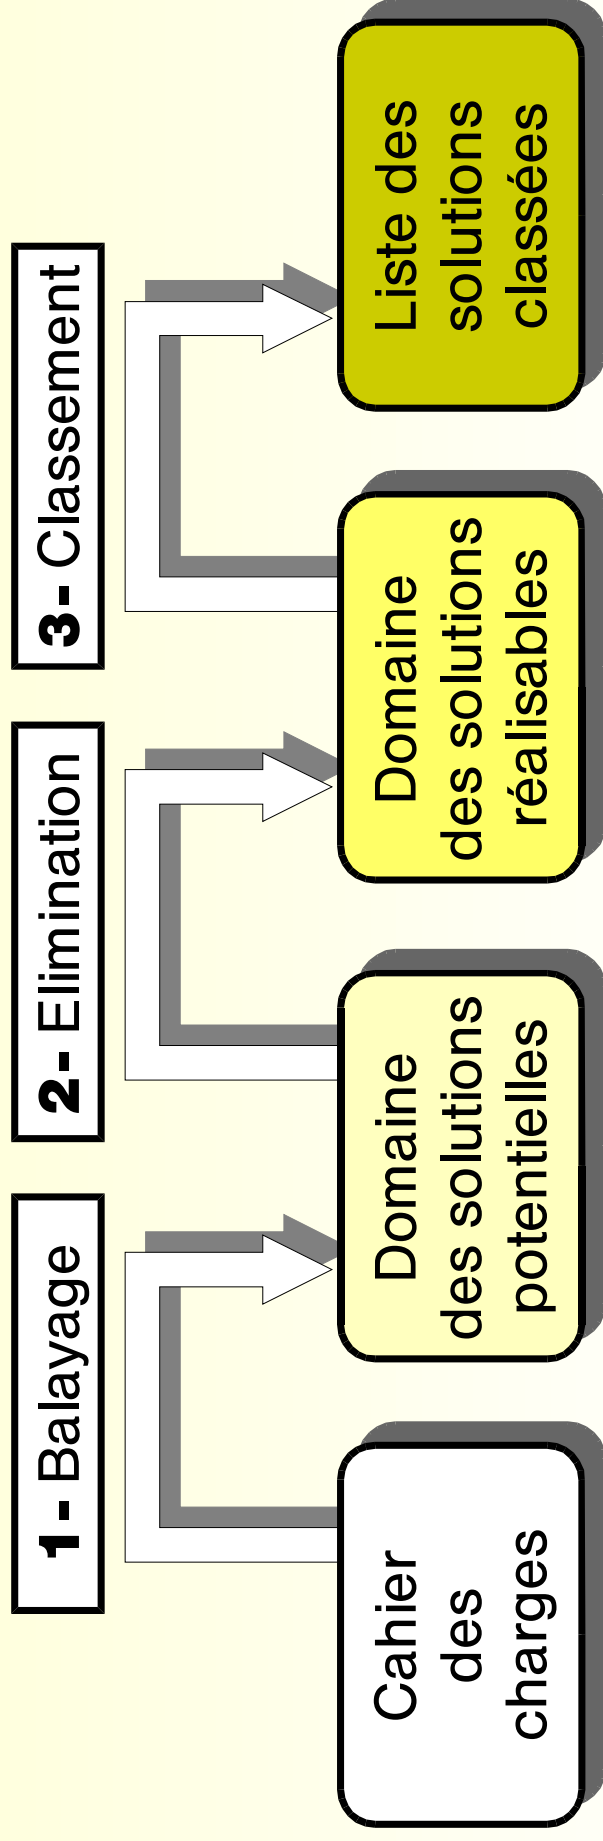 1- Balayage
2- Elimination
3- Classement
Cahier
des
charges
Domaine
des solutions
potentielles
Domaine
des solutions
réalisables
Liste des
solutions
classées